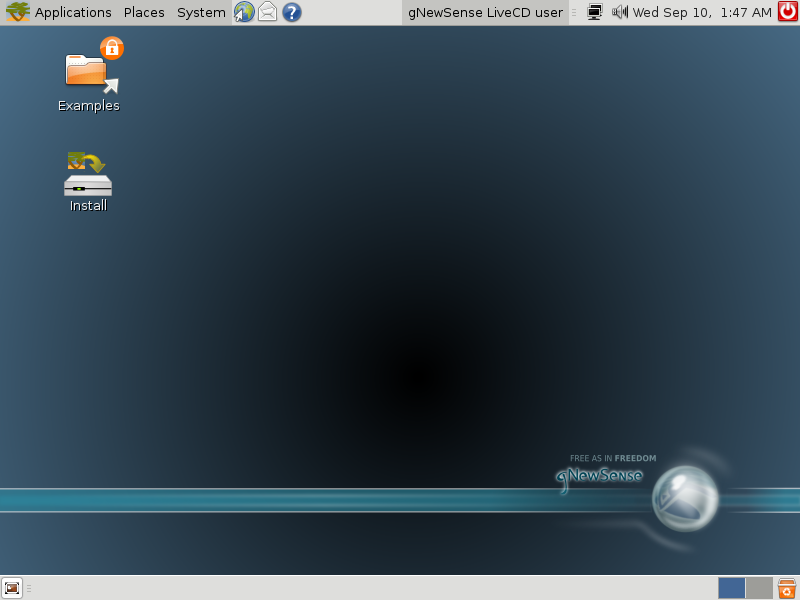 Applications Places System gNewSense LiveCD user Wed Sep 10, 1:47 AM
Examples
Install
FREE AS IN FREEDOM
gNewSense